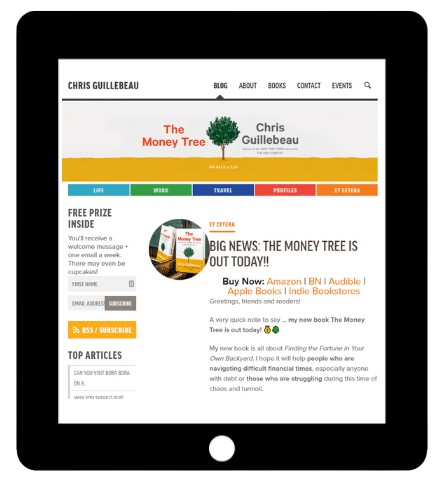 CHRIS GUILLEBEAU
BLOG ABOUT BOOKS CONTACT EVENTS
The
Money Tree
Chris
Guillebeau
LIFE WORK TRAVEL PROFILES ET CETERA
FREE PRIZE
INSIDE
You'll receive a
welcome message +
one email a week.
There may even be
cupcakes!
FIRST NAME
EMAIL ADDRESS SUBSCRIBE
RSS / SUBSCRIBE
TOP ARTICLES
CAN YOU VISIT BORA BORA
ON A
The
Money Tree
ET CETERA
BIG NEWS: THE MONEY TREE IS
OUT TODAY!!
Buy Now: Amazon | BN | Audible |
Apple Books | Indie Bookstores
Greetings, friends and readers!
A very quick note to say ... my new book The Money
Tree is out today! 💰🌳
My new book is all about Finding the Fortune in Your
Own Backyard. I hope it will help people who are
navigating difficult financial times, especially anyone
with debt or those who are struggling during this time of
chaos and turmoil.